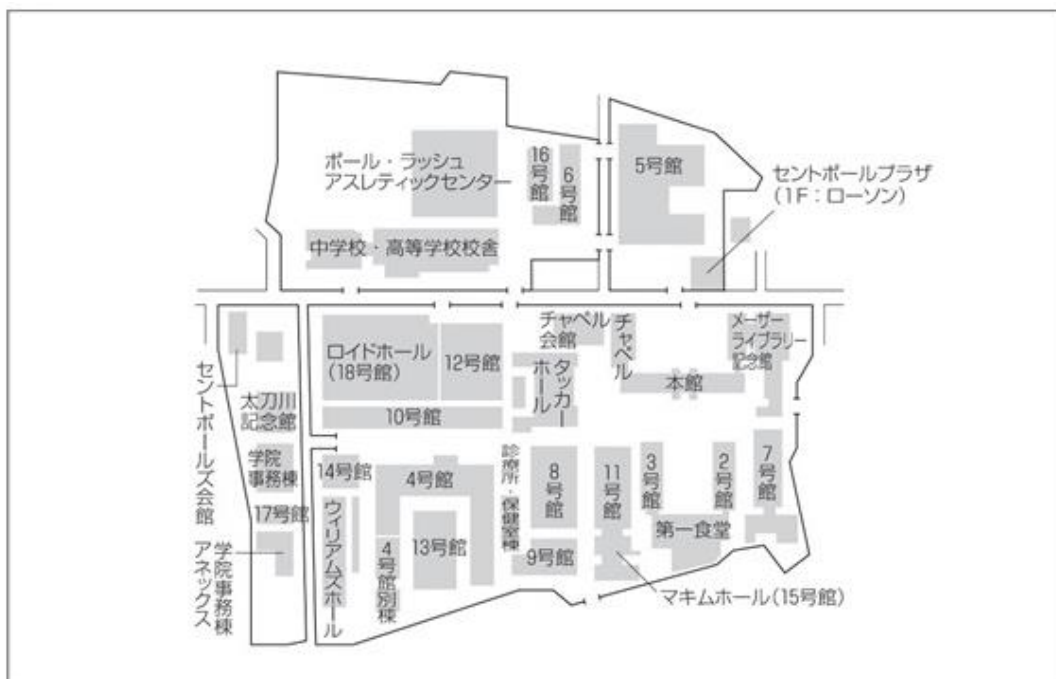 ポール・ラッシュ
アスレティックセンター
16号館
6号館
5号館
セントポールプラザ
(1F:ローソン)
中学校・高等学校校舎
ロイドホール
(18号館)
12号館
チャペル
会館
チャペル
メーザー
ライブラリー
記念館
タッカー
ホール
本館
10号館
セントポールズ会館
太刀川
記念館
学院
事務棟
14号館
4号館
診療所・保健室棟
8号館
11号館
3号館
2号館
7号館
17号館
ウィリアムズホール
4号館別棟
13号館
9号館
第一食堂
学院事務棟
アネックス
マキムホール(15号館)